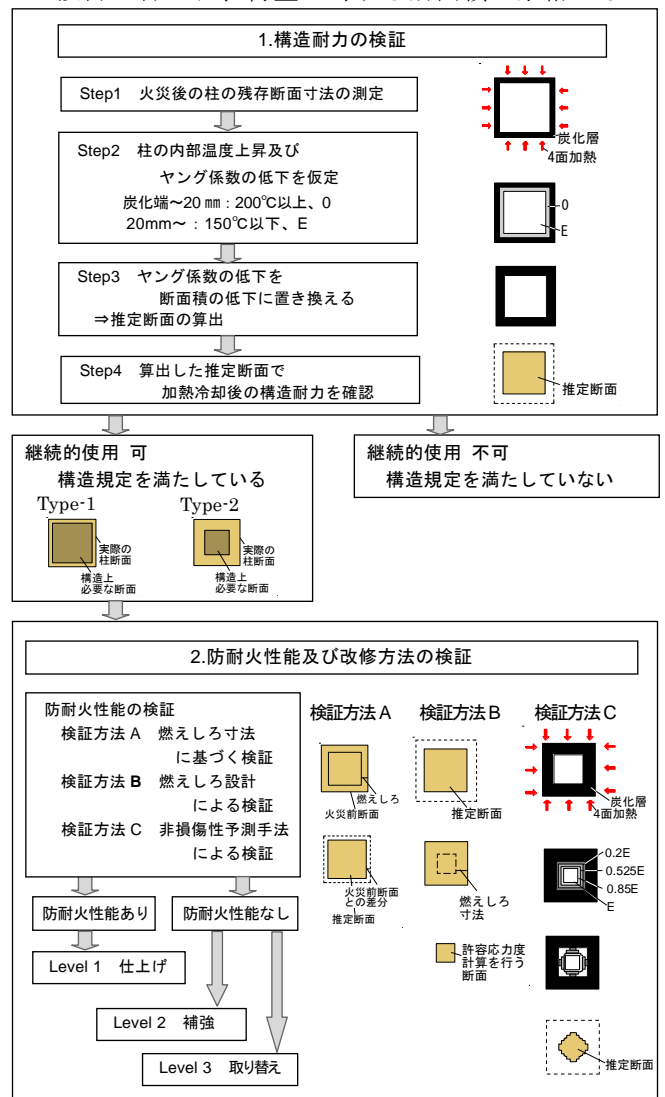 1.構造耐力の検証
Step1 火災後の柱の残存断面寸法の測定
炭化層
4面加熱
Step2 柱の内部温度上昇及び
ヤング係数の低下を仮定
炭化端～20 ㎜：200℃以上、0
20mm～：150℃以下、E
0
E
Step3 ヤング係数の低下を
断面積の低下に置き換える
⇒推定断面の算出
Step4 算出した推定断面で
加熱冷却後の構造耐力を確認
推定断面
継続的使用 可
構造規定を満たしている
Type-1 Type-2
実際の
柱断面
構造上
必要な断面
実際の
柱断面
構造上
必要な断面
継続的使用 不可
構造規定を満たしていない
2.防耐火性能及び改修方法の検証
防耐火性能の検証
検証方法 A 燃えしろ寸法
に基づく検証
検証方法 B 燃えしろ設計
による検証
検証方法 C 非損傷性予測手法
による検証
防耐火性能あり
防耐火性能なし
Level 1 仕上げ
Level 2 補強
Level 3 取り替え
検証方法 A
燃えしろ
火災前断面
火災前断面
との差分
推定断面
検証方法 B
推定断面
燃えしろ
寸法
許容応力度
計算を行う
断面
検証方法 C
炭化層
4面加熱
0.2E
0.525E
0.85E
E
推定断面